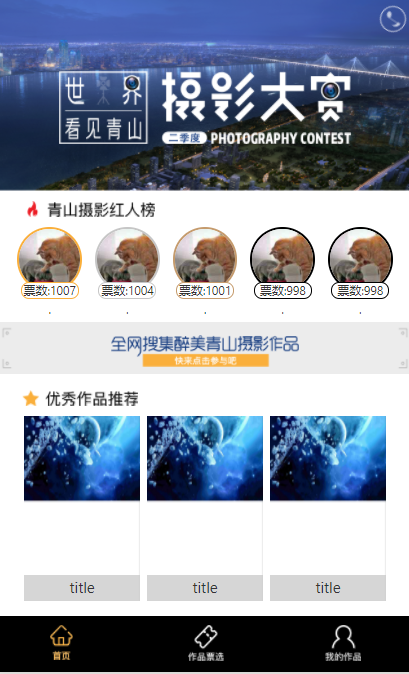 世界
看见青山
摄影大赛
二季度 PHOTOGRAPHY CONTEST
青山摄影红人榜
票数:1007 票数:1004 票数:1001 票数:998 票数:998
全网搜集醉美青山摄影作品
快来点击参与吧
优秀作品推荐
title title title
首页 作品票选 我的作品